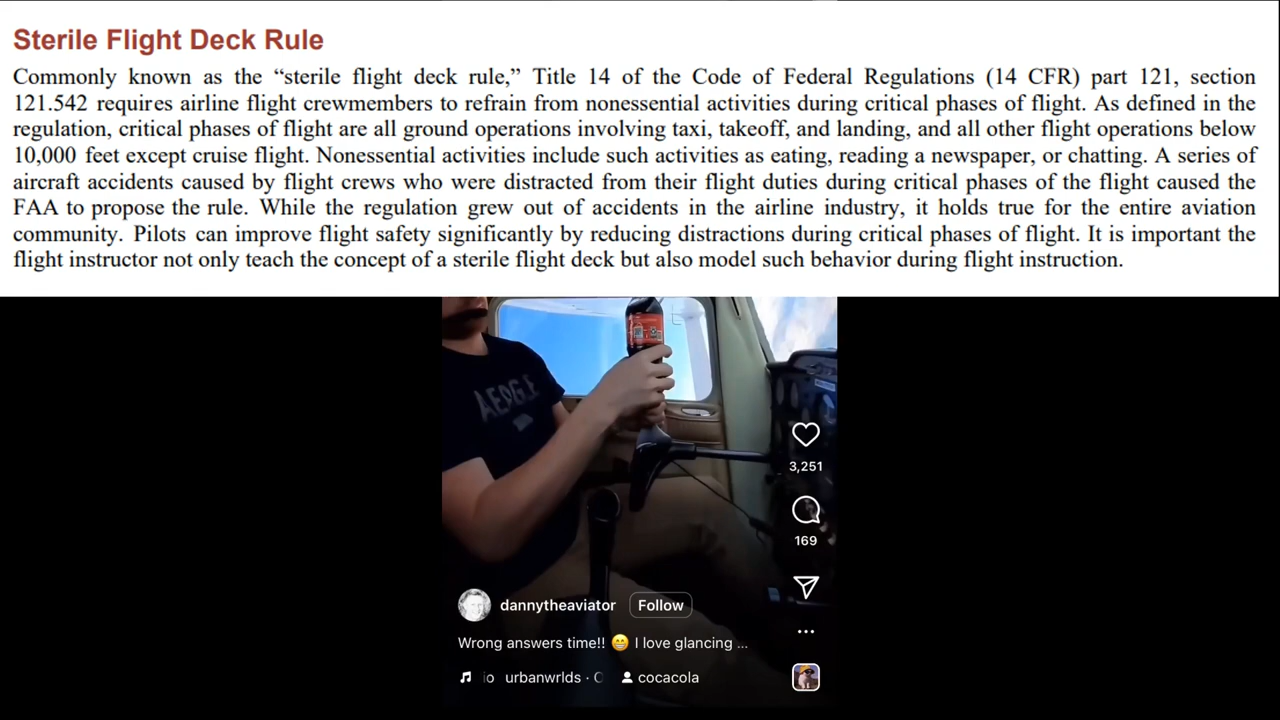 Sterile Flight Deck Rule
Commonly known as the “sterile flight deck rule,” Title 14 of the Code of Federal Regulations (14 CFR) part 121, section
121.542 requires airline flight crewmembers to refrain from nonessential activities during critical phases of flight. As defined in the
regulation, critical phases of flight are all ground operations involving taxi, takeoff, and landing, and all other flight operations below
10,000 feet except cruise flight. Nonessential activities include such activities as eating, reading a newspaper, or chatting. A series of
aircraft accidents caused by flight crews who were distracted from their flight duties during critical phases of the flight caused the
FAA to propose the rule. While the regulation grew out of accidents in the airline industry, it holds true for the entire aviation
community. Pilots can improve flight safety significantly by reducing distractions during critical phases of flight. It is important the
flight instructor not only teach the concept of a sterile flight deck but also model such behavior during flight instruction.
3,251
169
dannytheaviator Follow
Wrong answers time!! 😁 I love glancing ...
io urbanwrlds · C cocacola